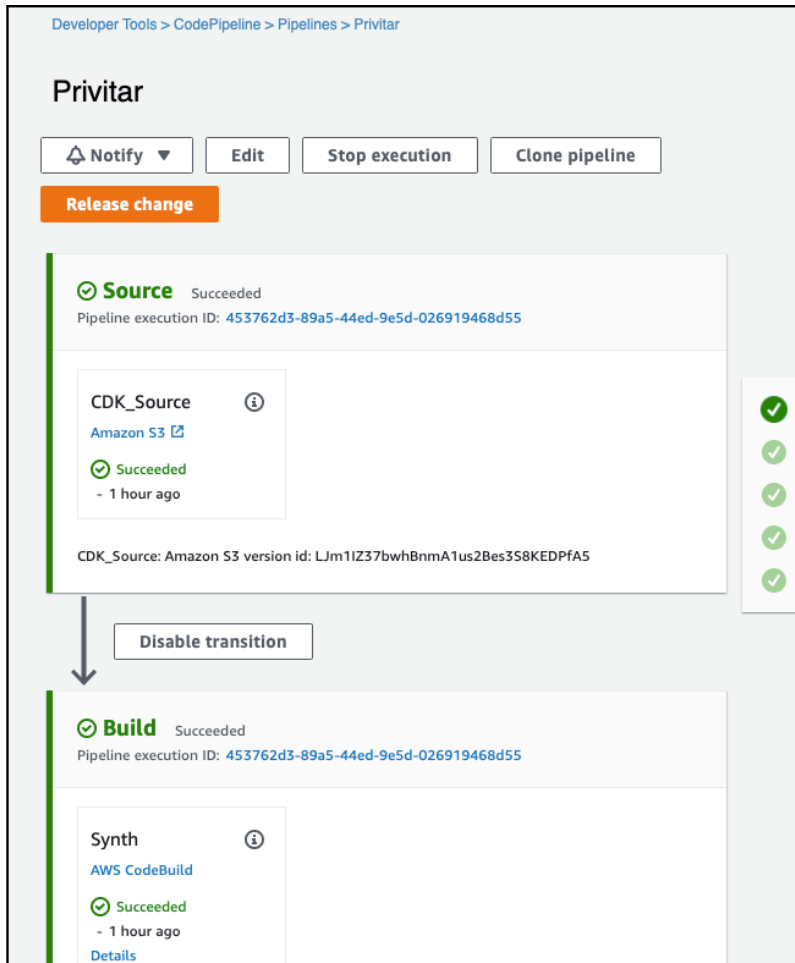 Developer Tools > CodePipeline > Pipelines > Privitar
Privitar
Notify ▼ Edit Stop execution Clone pipeline
Release change
Source Succeeded
Pipeline execution ID: 453762d3-89a5-44ed-9e5d-026919468d55
CDK_Source
Amazon S3
Succeeded
- 1 hour ago
CDK_Source: Amazon S3 version id: LJm1IZ37bwhBnmA1us2Bes3S8KEDPfA5
Disable transition
Build Succeeded
Pipeline execution ID: 453762d3-89a5-44ed-9e5d-026919468d55
Synth
AWS CodeBuild
Succeeded
- 1 hour ago
Details